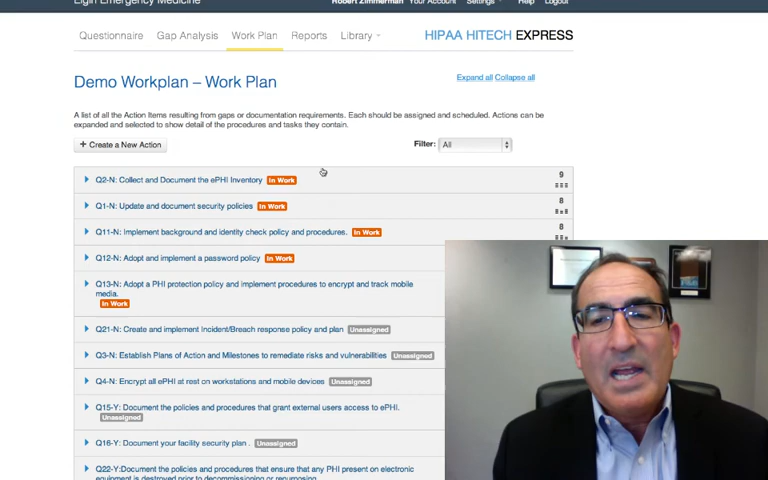 Elgin Emergency Medicine Robert Zimmerman Your Account Settings Help Logout
Questionnaire Gap Analysis Work Plan Reports Library HIPAA HITECH EXPRESS
Demo Workplan – Work Plan Expand all Collapse all
A list of all the Action Items resulting from gaps or documentation requirements. Each should be assigned and scheduled. Actions can be
expanded and selected to show detail of the procedures and tasks they contain.
+ Create a New Action Filter: All
Q2-N: Collect and Document the ePHI Inventory In Work 9
Q1-N: Update and document security policies In Work 8
Q11-N: Implement background and identity check policy and procedures. In Work 8
Q12-N: Adopt and implement a password policy In Work
Q13-N: Adopt a PHI protection policy and implement procedures to encrypt and track mobile
media.
In Work
Q21-N: Create and implement Incident/Breach response policy and plan Unassigned
Q3-N: Establish Plans of Action and Milestones to remediate risks and vulnerabilities Unassigned
Q4-N: Encrypt all ePHI at rest on workstations and mobile devices Unassigned
Q15-Y: Document the policies and procedures that grant external users access to ePHI.
Unassigned
Q16-Y: Document your facility security plan . Unassigned
Q22-Y:Document the policies and procedures that ensure that any PHI present on electronic
equipment is destroyed prior to decommissioning or repurposing.